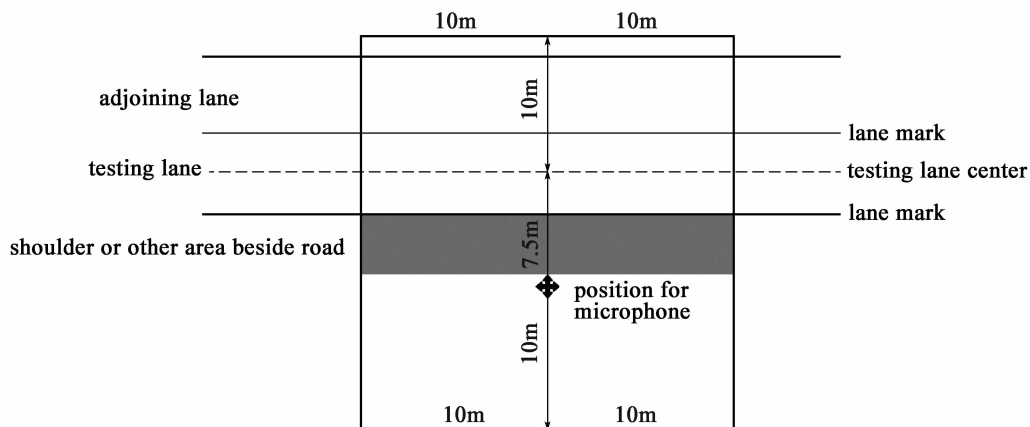 10m 10m
adjoining lane
10m
lane mark
testing lane
testing lane center
lane mark
shoulder or other area beside road
7.5m
position for
microphone
10m
10m 10m